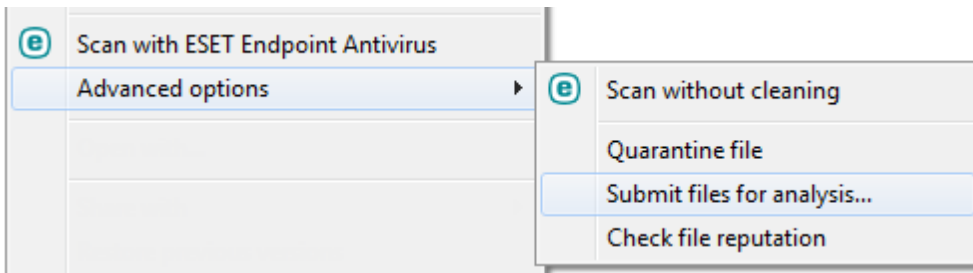 Scan with ESET Endpoint Antivirus
Advanced options
Scan without cleaning
Quarantine file
Submit files for analysis...
Check file reputation